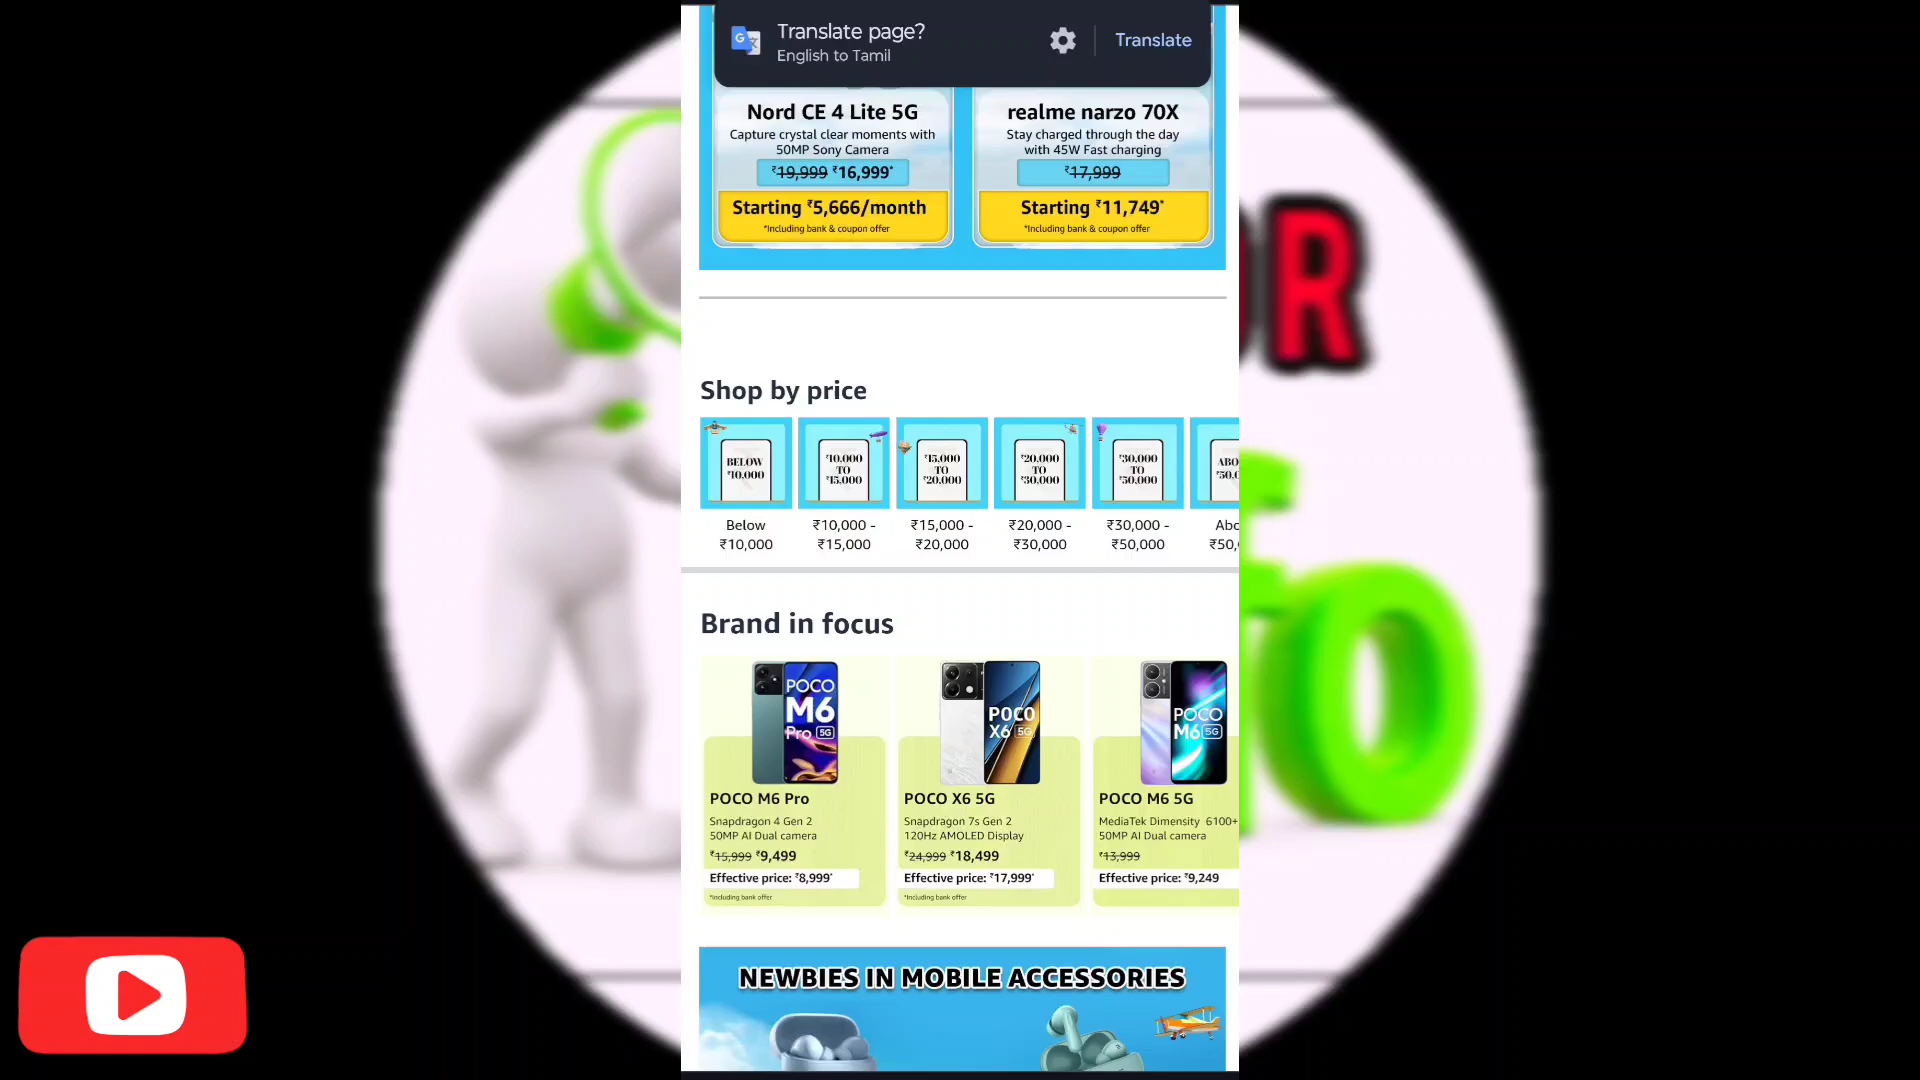 Translate page?
English to Tamil
Translate
Nord CE 4 Lite 5G
Capture crystal clear moments with
50MP Sony Camera
₹19,999 ₹16,999*
Starting ₹5,666/month
*Including bank & coupon offer
realme narzo 70X
Stay charged through the day
with 45W Fast charging
₹17,999
Starting ₹11,749*
*Including bank & coupon offer
OR
Shop by price
BELOW
₹10,000
₹10,000
TO
₹15,000
₹15,000
TO
₹20,000
₹20,000
TO
₹30,000
₹30,000
TO
₹50,000
ABO
₹50,0
Below
₹10,000
₹10,000 -
₹15,000
₹15,000 -
₹20,000
₹20,000 -
₹30,000
₹30,000 -
₹50,000
Abo
₹50,
fo
Brand in focus
POCO
M6
Pro 5G
POCO
X6 5G
POCO
M6 5G
POCO M6 Pro
Snapdragon 4 Gen 2
50MP AI Dual camera
₹15,999 ₹9,499
Effective price: ₹8,999*
*Including bank offer
POCO X6 5G
Snapdragon 7s Gen 2
120Hz AMOLED Display
₹24,999 ₹18,499
Effective price: ₹17,999*
*Including bank offer
POCO M6 5G
MediaTek Dimensity 6100+
50MP AI Dual camera
₹13,999
Effective price: ₹9,249
NEWBIES IN MOBILE ACCESSORIES